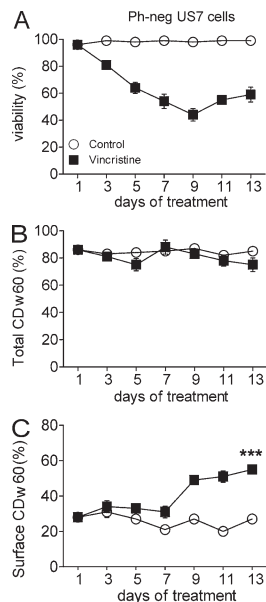 A
Ph-neg US7 cells
100
80
60
40
20
0
viability (%)
Control
Vincristine
1 3 5 7 9 11 13
days of treatment
B
100
80
60
40
20
0
Total CDw60 (%)
1 3 5 7 9 11 13
days of treatment
C
80
60
40
20
0
Surface CDw 60(%)
***
1 3 5 7 9 11 13
days of treatment